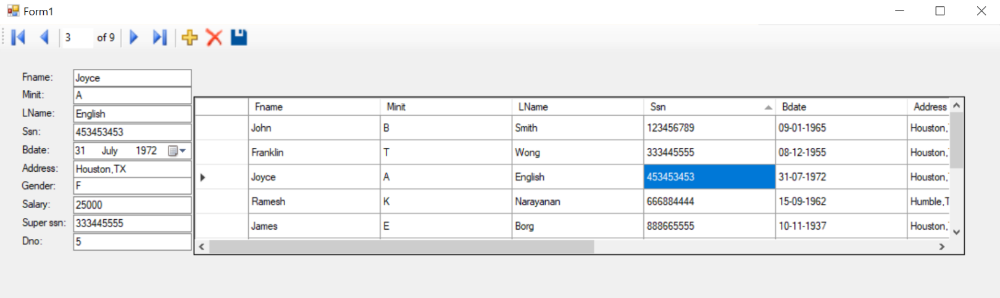 Form1
3 of 9
Fname: Joyce
Minit: A
LName: English
Ssn: 453453453
Bdate: 31 July 1972
Address: Houston,TX
Gender: F
Salary: 25000
Super ssn: 333445555
Dno: 5
Fname Minit LName Ssn Bdate Address
John B Smith 123456789 09-01-1965 Houston,
Franklin T Wong 333445555 08-12-1955 Houston,
Joyce A English 453453453 31-07-1972 Houston,
Ramesh K Narayanan 666884444 15-09-1962 Humble,T
James E Borg 888665555 10-11-1937 Houston,